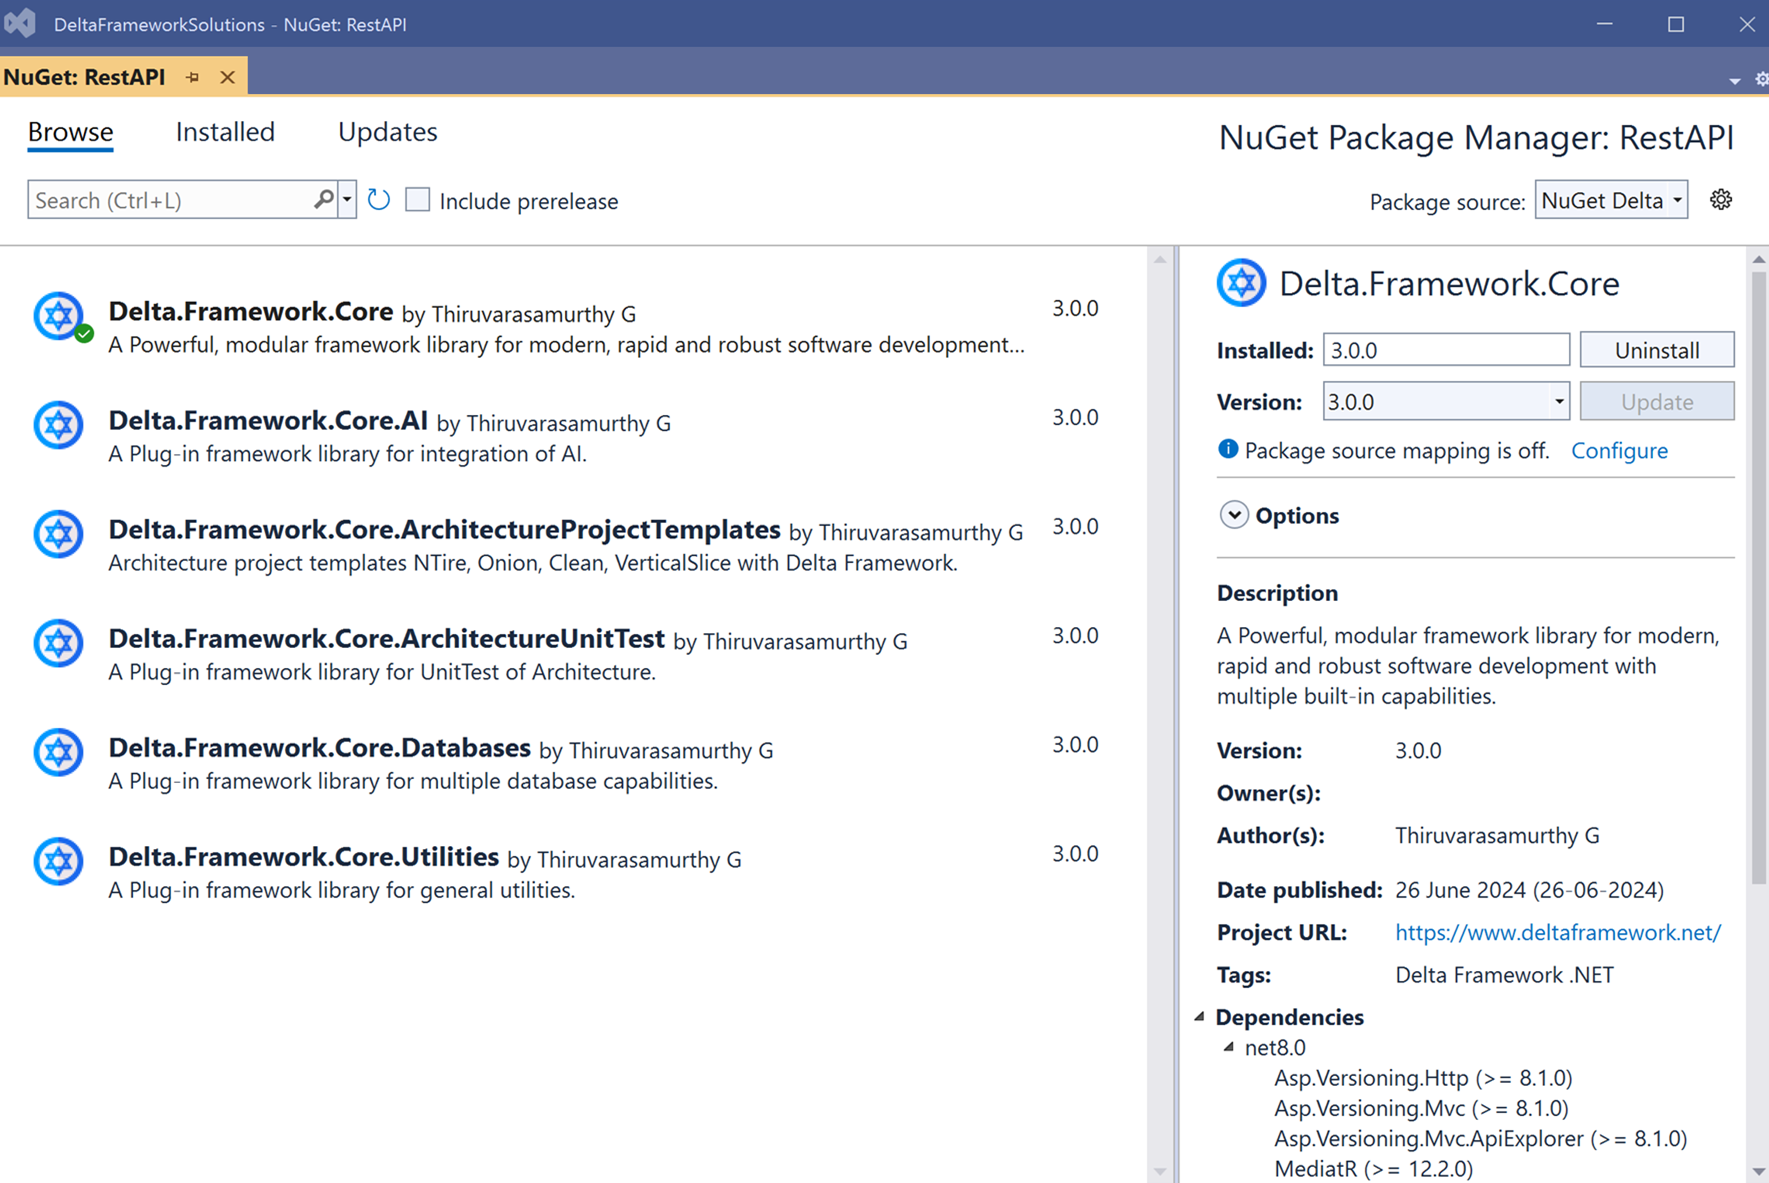 DeltaFrameworkSolutions - NuGet: RestAPI
NuGet: RestAPI
Browse Installed Updates
NuGet Package Manager: RestAPI
Search (Ctrl+L) Include prerelease
Package source: NuGet Delta
Delta.Framework.Core by Thiruvarasamurthy G 3.0.0
A Powerful, modular framework library for modern, rapid and robust software development...
Delta.Framework.Core.AI by Thiruvarasamurthy G 3.0.0
A Plug-in framework library for integration of AI.
Delta.Framework.Core.ArchitectureProjectTemplates by Thiruvarasamurthy G 3.0.0
Architecture project templates NTire, Onion, Clean, VerticalSlice with Delta Framework.
Delta.Framework.Core.ArchitectureUnitTest by Thiruvarasamurthy G 3.0.0
A Plug-in framework library for UnitTest of Architecture.
Delta.Framework.Core.Databases by Thiruvarasamurthy G 3.0.0
A Plug-in framework library for multiple database capabilities.
Delta.Framework.Core.Utilities by Thiruvarasamurthy G 3.0.0
A Plug-in framework library for general utilities.
Delta.Framework.Core
Installed: 3.0.0 Uninstall
Version: 3.0.0 Update
Package source mapping is off. Configure
Options
Description
A Powerful, modular framework library for modern,
rapid and robust software development with
multiple built-in capabilities.
Version: 3.0.0
Owner(s):
Author(s): Thiruvarasamurthy G
Date published: 26 June 2024 (26-06-2024)
Project URL: https://www.deltaframework.net/
Tags: Delta Framework .NET
Dependencies
net8.0
Asp.Versioning.Http (>= 8.1.0)
Asp.Versioning.Mvc (>= 8.1.0)
Asp.Versioning.Mvc.ApiExplorer (>= 8.1.0)
MediatR (>= 12.2.0)